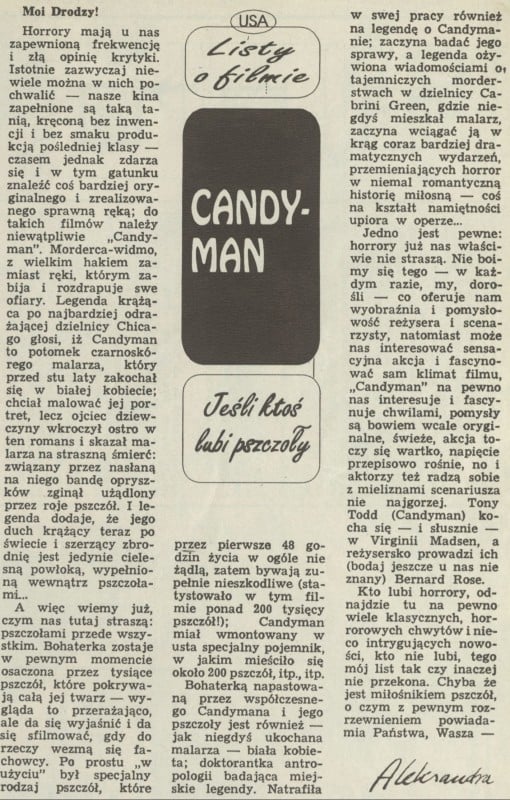 Moi Drodzy!
Horrory mają u nas
zapewnioną frekwencję
i złą opinię krytyki.
Istotnie zazwyczaj nie-
wiele można w nich po-
chwalić — nasze kina
zapełnione są taką ta-
nią, kręconą bez inwen-
cji i bez smaku produ-
kcją pośledniej klasy —
czasem jednak zdarza
się i w tym gatunku
znaleźć coś bardziej ory-
ginalnego i zrealizowa-
nego sprawną ręką; do
takich filmów należy
niewątpliwie „Candy-
man”. Morderca-widmo,
z wielkim hakiem za-
miast ręki, którym za-
bija i rozdrapuje swe
ofiary. Legenda krążą-
ca po najbardziej odra-
żającej dzielnicy Chica-
go głosi, iż Candyman
to potomek czarnoskó-
rego malarza, który
przed stu laty zakochał
się w białej kobiecie;
chciał malować jej por-
tret, lecz ojciec dziew-
czyny wkroczył ostro w
ten romans i skazał ma-
larza na straszną śmierć:
związany przez nasłaną
na niego bandę oprysz-
ków zginął użądlony
przez roje pszczół. I le-
genda dodaje, że jego
duch krążący teraz po
świecie i szerzący zbro-
dnię jest jedynie ciele-
sną powłoką, wypełnio-
ną wewnątrz pszczoła-
mi...
A więc wiemy już,
czym nas tutaj straszą:
pszczołami przede wszy-
stkim. Bohaterka zostaje
w pewnym momencie
osaczona przez tysiące
pszczół, które pokrywa-
ją całą jej twarz — wy-
gląda to przerażająco,
ale da się wyjaśnić i da
się sfilmować, gdy do
rzeczy wezmą się fa-
chowcy. Po prostu „w
użyciu” był specjalny
rodzaj pszczół, które
USA
Listy
o filmie
CANDY-
MAN
Jeśli ktoś
lubi pszczoły
przez pierwsze 48 go-
dzin życia w ogóle nie
żądlą, zatem bywają zu-
pełnie nieszkodliwe (sta-
tystowało w tym fil-
mie ponad 200 tysięcy
pszczół!); Candyman
miał wmontowany w
usta specjalny pojemnik,
w jakim mieściło się
około 200 pszczół, itp., itp.
Bohaterką napastowa-
ną przez współczesne-
go Candymana i jego
pszczoły jest również —
jak niegdyś ukochana
malarza — biała kobie-
ta; doktorantka antro-
pologii badająca miej-
skie legendy. Natrafiła
w swej pracy również
na legendę o Candyma-
nie; zaczyna badać jego
sprawy, a legenda oży-
wiona wiadomościami o
tajemniczych morder-
stwach w dzielnicy Ca-
brini Green, gdzie nie-
gdyś mieszkał malarz,
zaczyna wciągać ją w
krąg coraz bardziej dra-
matycznych wydarzeń,
przemieniających horror
w niemal romantyczną
historię miłosną — coś
na kształt namiętności
upiora w operze...
Jedno jest pewne:
horrory już nas właści-
wie nie straszą. Nie boi-
my się tego — w każ-
dym razie, my, doro-
śli — co oferuje nam
wyobraźnia i pomysło-
wość reżysera i scena-
rzysty, natomiast może
nas interesować sensa-
cyjna akcja i fascyno-
wać sam klimat filmu,
„Candyman” na pewno
nas interesuje i fascy-
nuje chwilami, pomysły
są bowiem wcale orygi-
nalne, świeże, akcja to-
czy się wartko, napięcie
przepisowo rośnie, no i
aktorzy też radzą sobie
z mieliznami scenariusza
nie najgorzej. Tony
Todd (Candyman) ko-
cha się — i słusznie —
w Virginii Madsen, a
reżysersko prowadzi ich
(bodaj jeszcze u nas nie
znany) Bernard Rose.
Kto lubi horrory, od-
najdzie tu na pewno
wiele klasycznych, hor-
rorowych chwytów i nie-
co intrygujących nowo-
ści, kto nie lubi, tego
mój list tak czy inaczej
nie przekona. Chyba że
jest miłośnikiem pszczół,
o czym z pewnym roz-
rzewnieniem powiada-
mia Państwa, Wasza —
Aleksandra